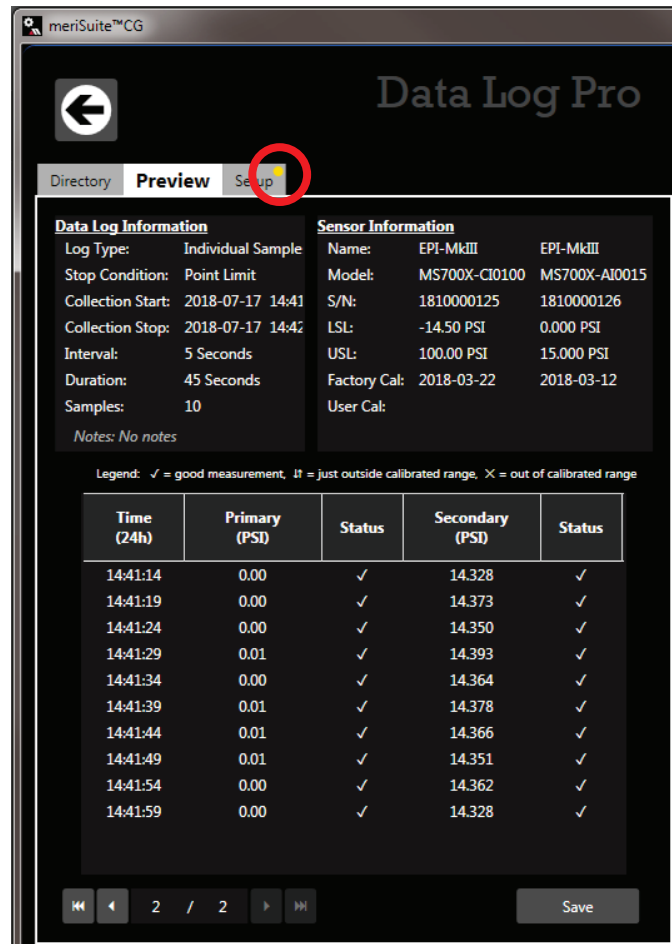 meriSuite™CG
Data Log Pro
Directory Preview Setup
Data Log Information
Log Type: Individual Sample
Stop Condition: Point Limit
Collection Start: 2018-07-17 14:41
Collection Stop: 2018-07-17 14:42
Interval: 5 Seconds
Duration: 45 Seconds
Samples: 10
Notes: No notes
Sensor Information
Name: EPI-MkIII EPI-MkIII
Model: MS700X-CI0100 MS700X-AI0015
S/N: 1810000125 1810000126
LSL: -14.50 PSI 0.000 PSI
USL: 100.00 PSI 15.000 PSI
Factory Cal: 2018-03-22 2018-03-12
User Cal:
Legend: ✓ = good measurement, ↓↑ = just outside calibrated range, ✕ = out of calibrated range
Time (24h) Primary (PSI) Status Secondary (PSI) Status
14:41:14 0.00 ✓ 14.328 ✓
14:41:19 0.00 ✓ 14.373 ✓
14:41:24 0.00 ✓ 14.350 ✓
14:41:29 0.01 ✓ 14.393 ✓
14:41:34 0.00 ✓ 14.364 ✓
14:41:39 0.01 ✓ 14.378 ✓
14:41:44 0.01 ✓ 14.366 ✓
14:41:49 0.01 ✓ 14.351 ✓
14:41:54 0.00 ✓ 14.362 ✓
14:41:59 0.00 ✓ 14.328 ✓
2 / 2
Save